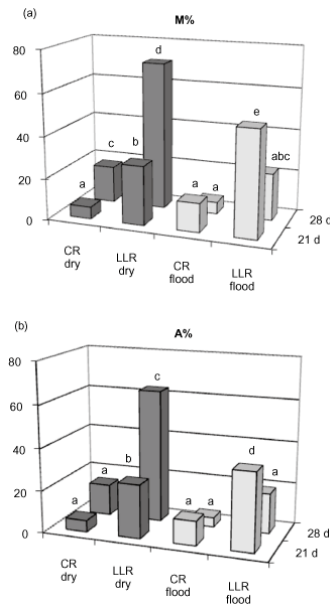 (a)
M%
80
60
40
20
0
a
c
b
d
a
a
e
abc
28 d
21 d
CR
dry
LLR
dry
CR
flood
LLR
flood
(b)
A%
80
60
40
20
0
a
a
b
c
a
a
d
a
28 d
21 d
CR
dry
LLR
dry
CR
flood
LLR
flood